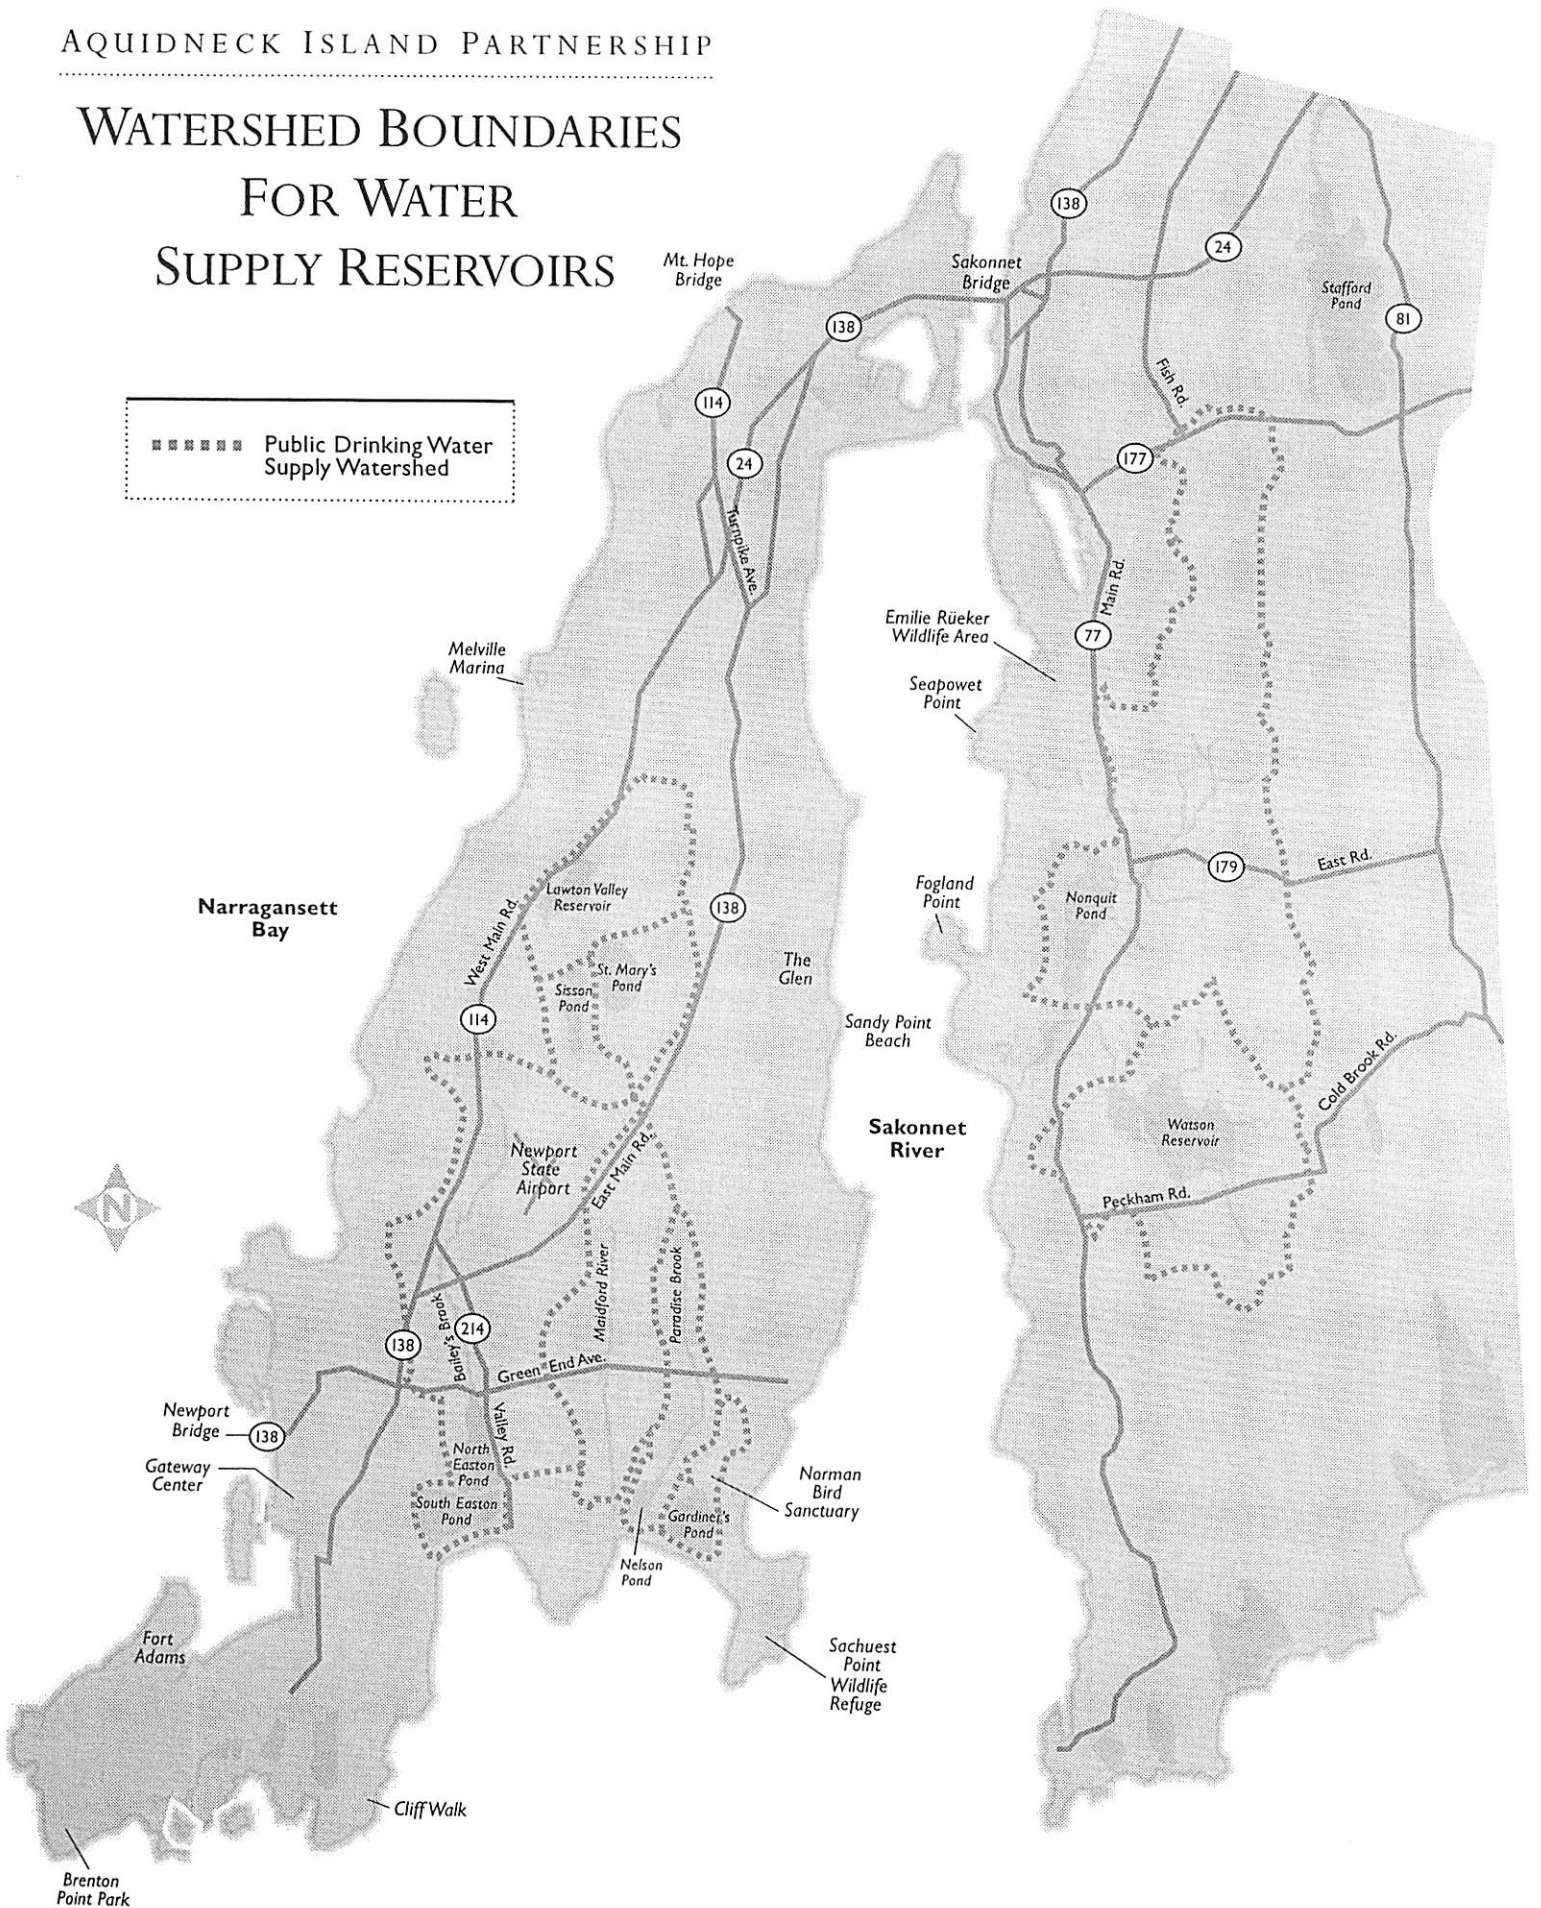 AQUIDNECK ISLAND PARTNERSHIP
WATERSHED BOUNDARIES
FOR WATER
SUPPLY RESERVOIRS
Public Drinking Water
Supply Watershed
Mt. Hope
Bridge
Sakonnet
Bridge
138
24
Stafford
Pond
81
138
114
24
Fish Rd.
177
Turnpike Ave.
Main Rd.
77
Emilie Rüeker
Wildlife Area
Seapowet
Point
Melville
Marina
Narragansett
Bay
Lawton Valley
Reservoir
West Main Rd.
138
114
St. Mary's
Pond
Sisson
Pond
The
Glen
Fogland
Point
Nonquit
Pond
179
East Rd.
Sandy Point
Beach
Cold Brook Rd.
Sakonnet
River
Watson
Reservoir
Peckham Rd.
Newport
State
Airport
East Main Rd.
N
Maidford River
Paradise Brook
Bailey's Brook
214
138
Green End Ave.
Valley Rd.
Newport
Bridge
138
Gateway
Center
North
Easton
Pond
South Easton
Pond
Norman
Bird
Sanctuary
Gardiner's
Pond
Nelson
Pond
Sachuest
Point
Wildlife
Refuge
Fort
Adams
Cliff Walk
Brenton
Point Park